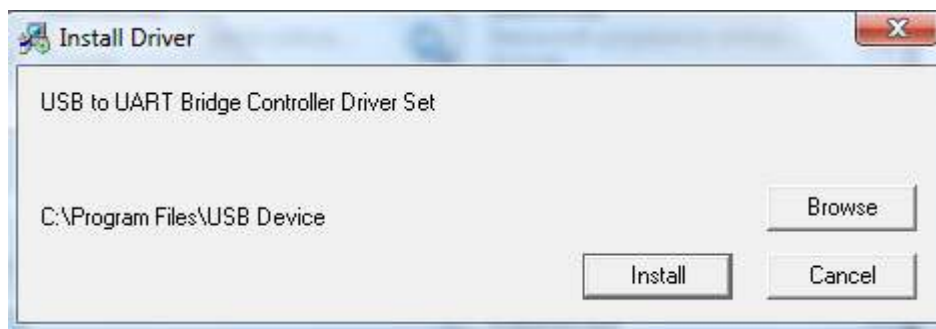 Install Driver
USB to UART Bridge Controller Driver Set
C:\Program Files\USB Device
Browse
Install
Cancel